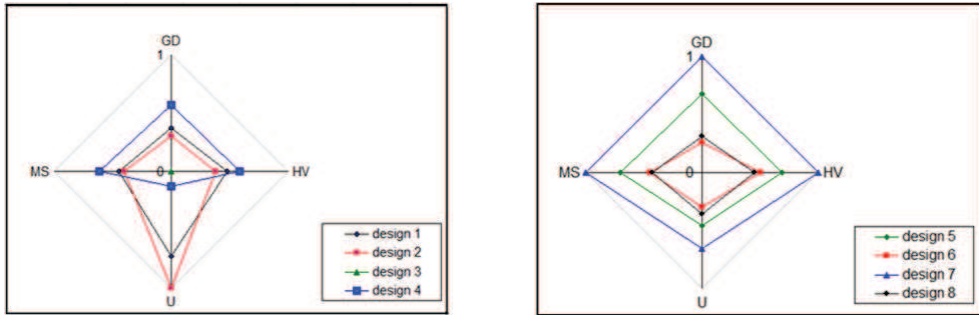 GD
1
MS
0
HV
U
design 1
design 2
design 3
design 4
GD
1
MS
0
HV
U
design 5
design 6
design 7
design 8